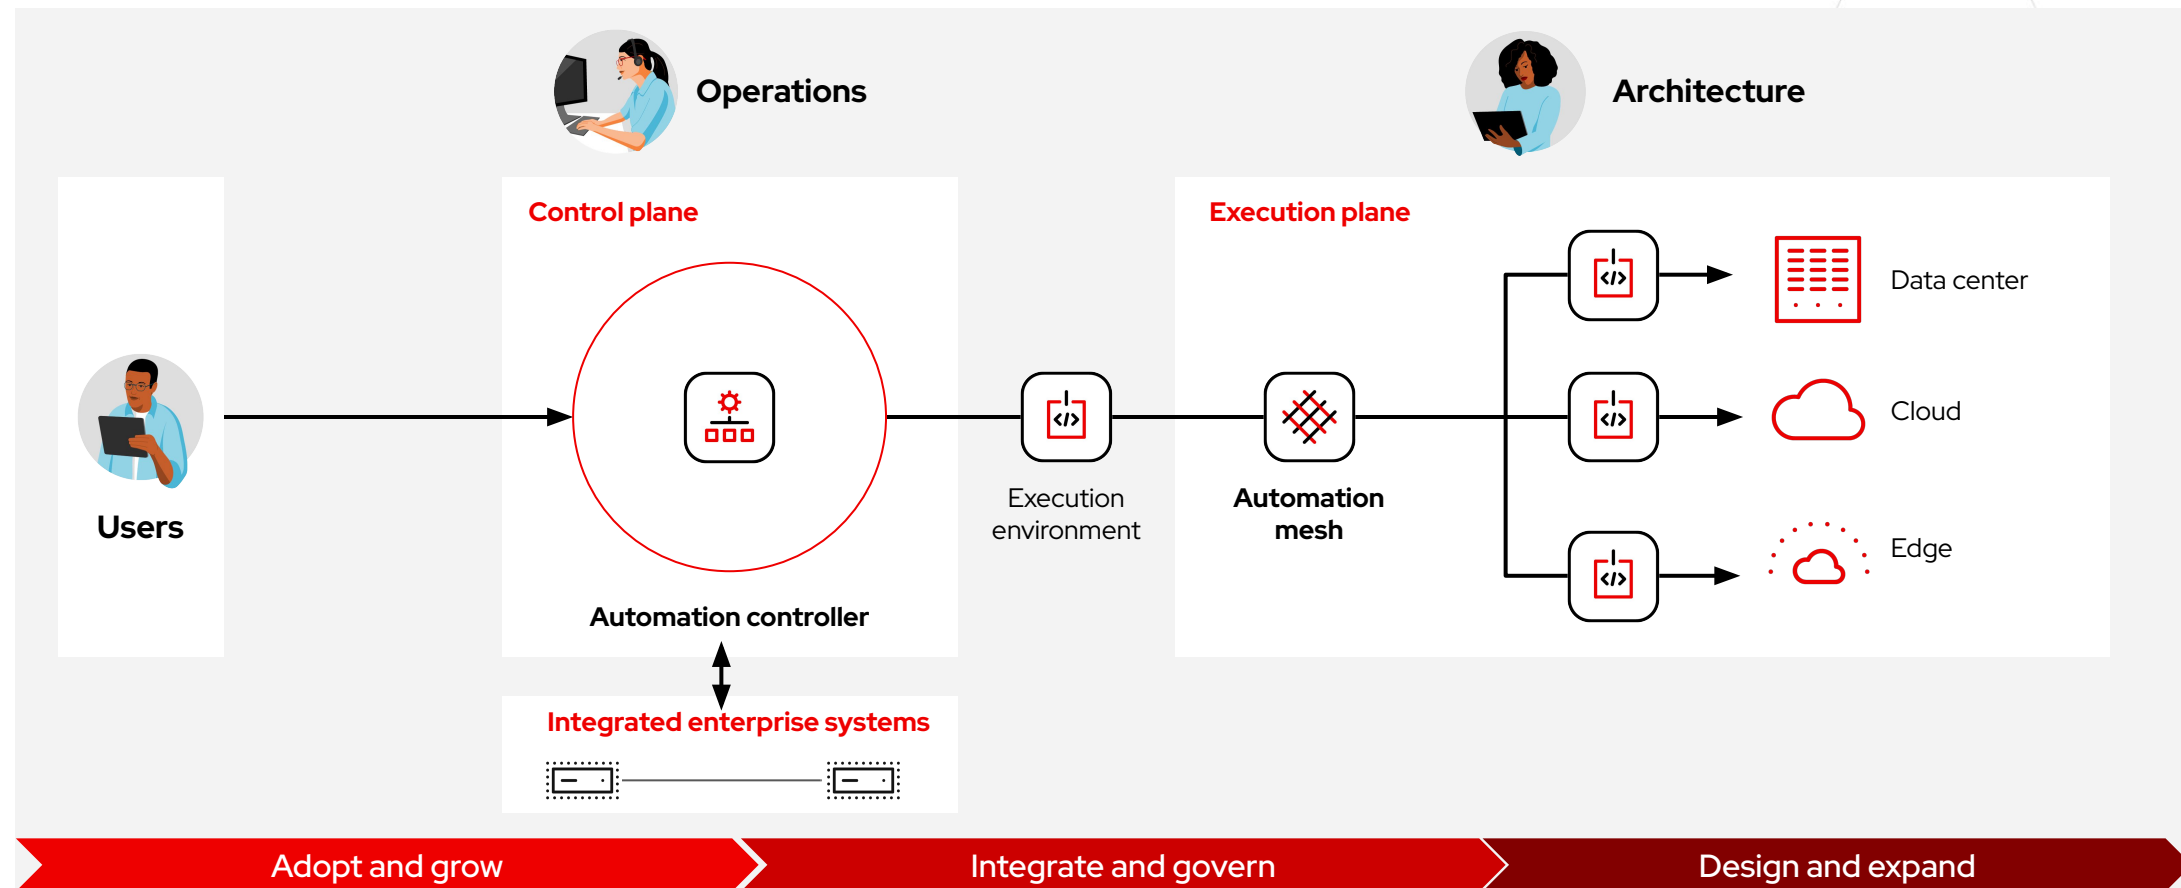 Operations
Architecture
Control plane
Execution plane
Data center
Cloud
Users
Execution
environment
Automation
mesh
Edge
Automation controller
Integrated enterprise systems
Adopt and grow
Integrate and govern
Design and expand